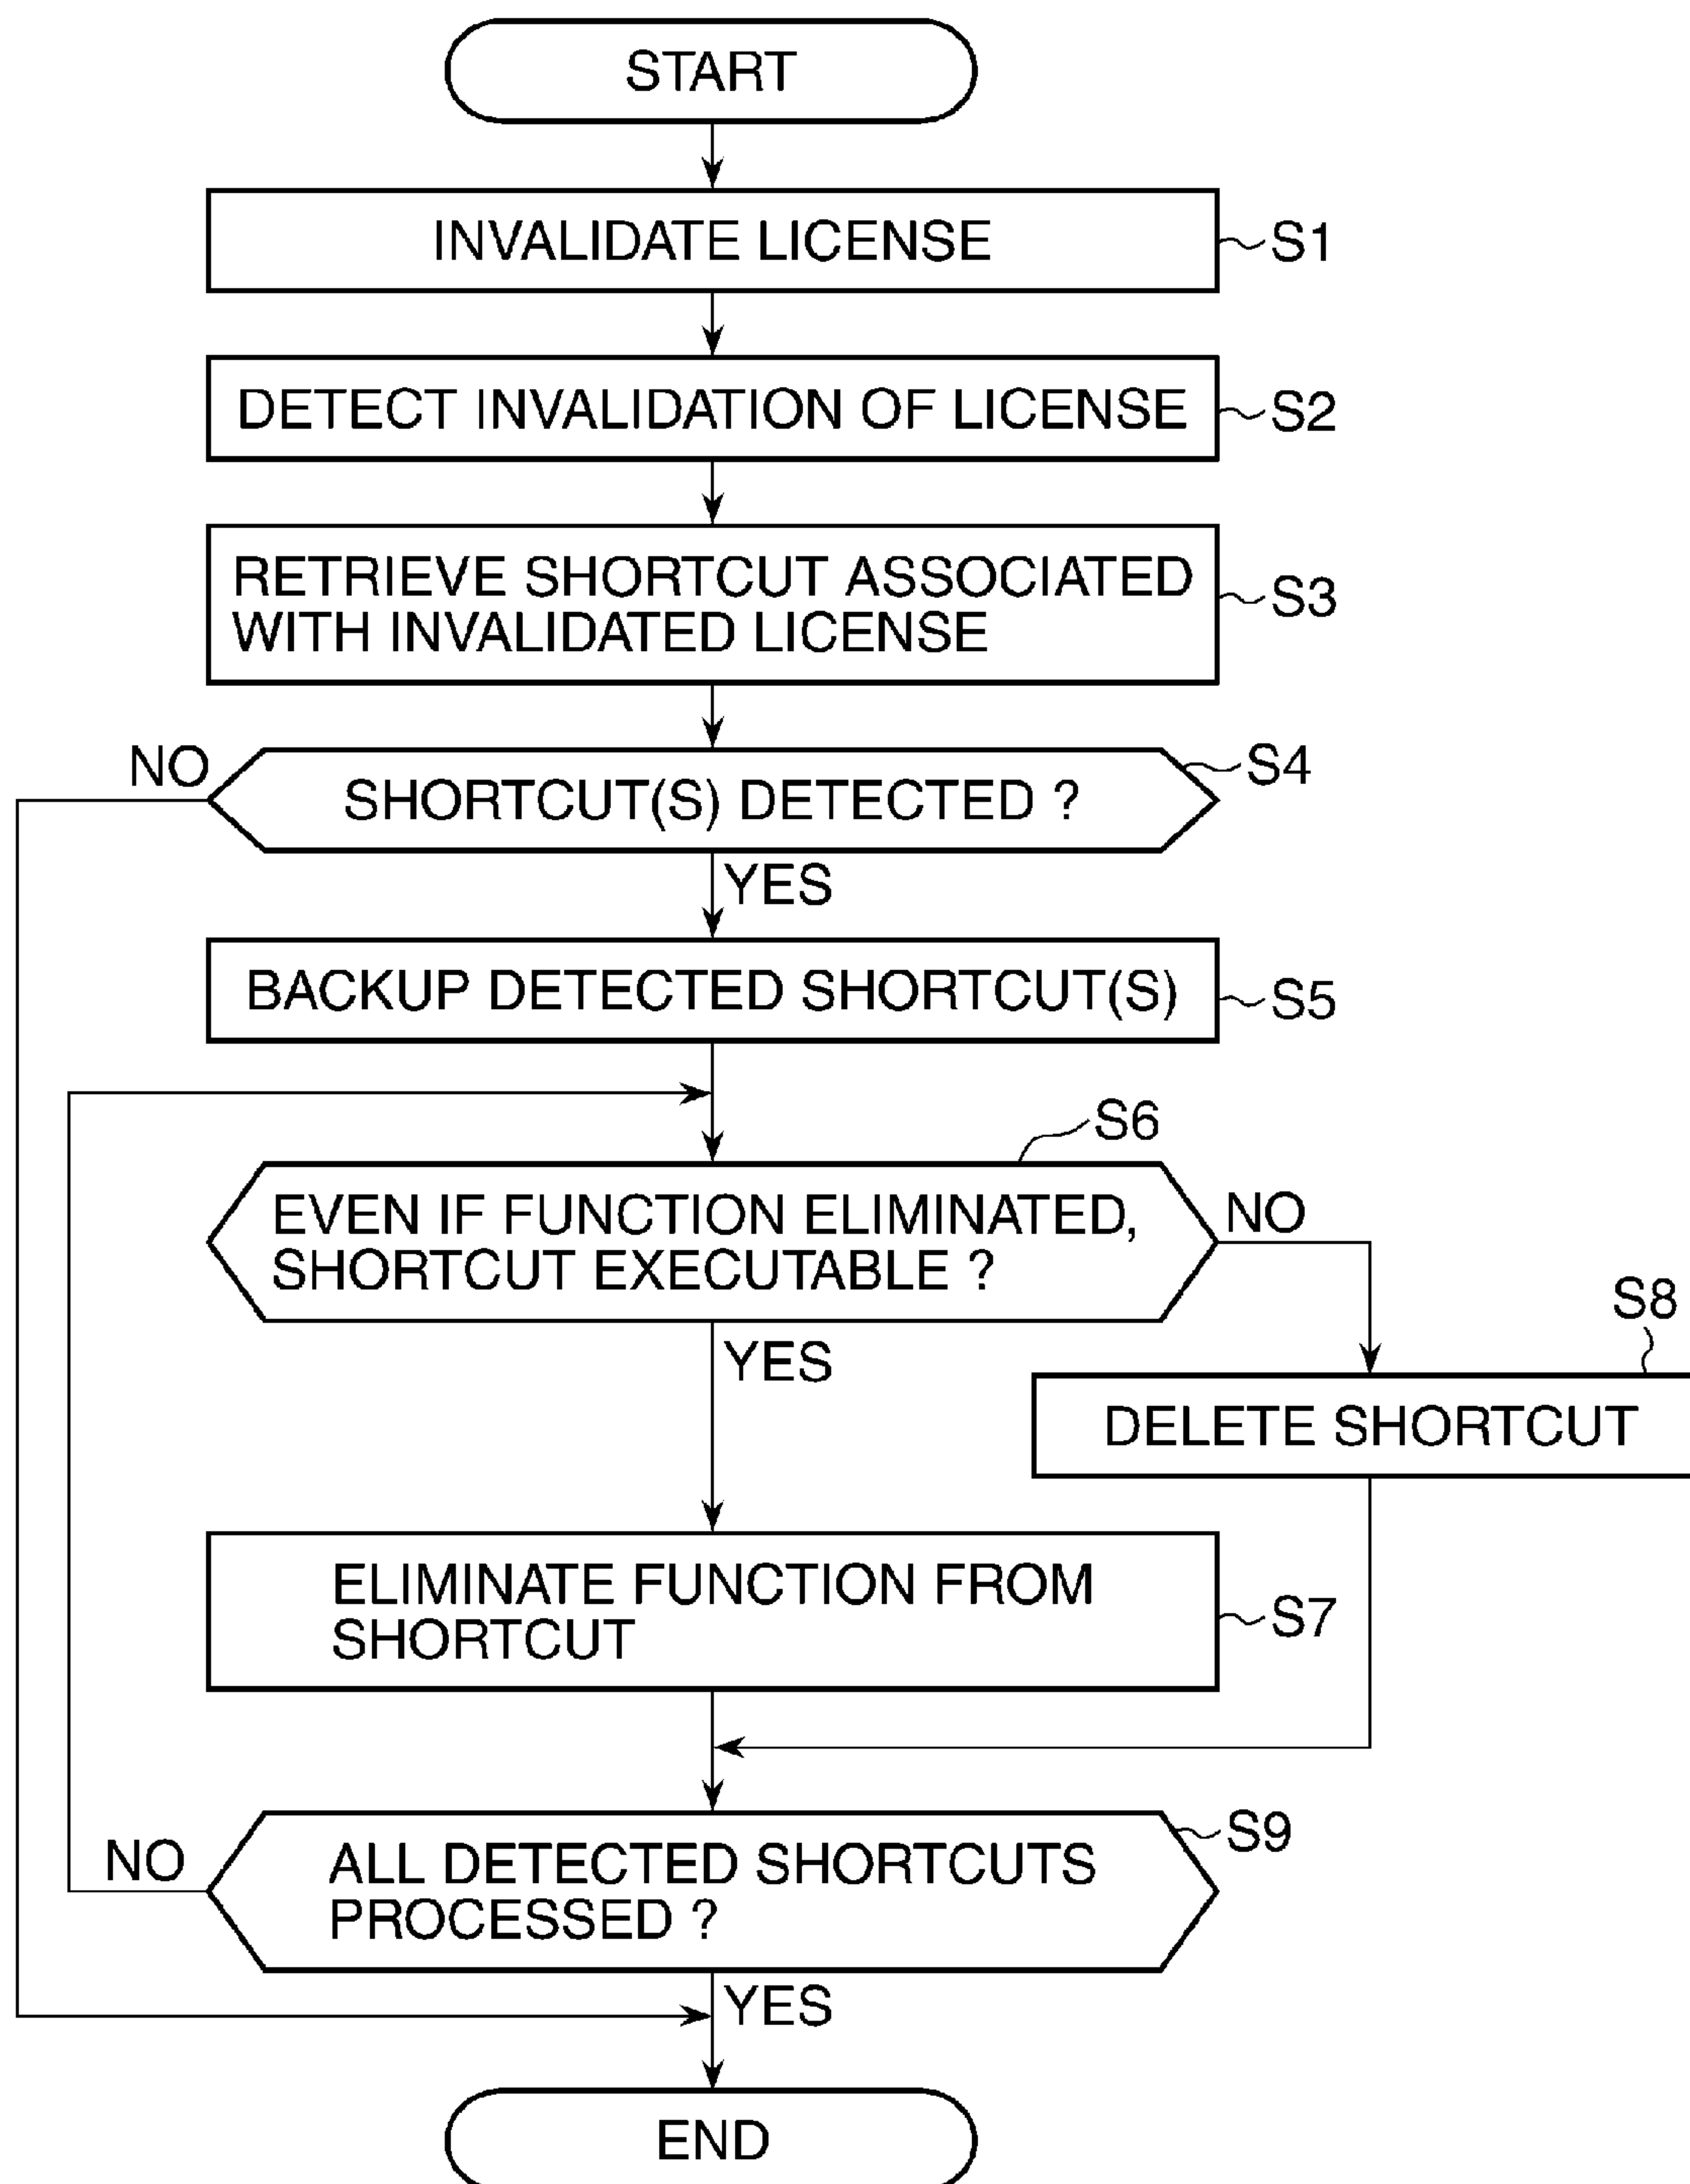 START
INVALIDATE LICENSE
S1
DETECT INVALIDATION OF LICENSE
S2
RETRIEVE SHORTCUT ASSOCIATED
WITH INVALIDATED LICENSE
S3
NO
SHORTCUT(S) DETECTED ?
S4
YES
BACKUP DETECTED SHORTCUT(S)
S5
S6
EVEN IF FUNCTION ELIMINATED,
SHORTCUT EXECUTABLE ?
NO
YES
S8
DELETE SHORTCUT
ELIMINATE FUNCTION FROM
SHORTCUT
S7
NO
ALL DETECTED SHORTCUTS
PROCESSED ?
S9
YES
END